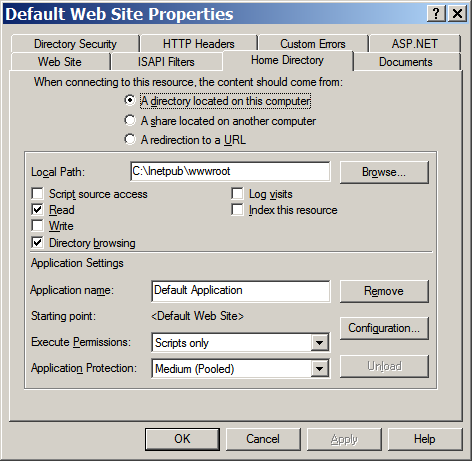 Default Web Site Properties
Directory Security HTTP Headers Custom Errors ASP.NET
Web Site ISAPI Filters Home Directory Documents
When connecting to this resource, the content should come from:
A directory located on this computer
A share located on another computer
A redirection to a URL
Local Path: C:\Inetpub\wwwroot Browse...
Script source access Log visits
Read Index this resource
Write
Directory browsing
Application Settings
Application name: Default Application Remove
Starting point: <Default Web Site>
Configuration...
Execute Permissions: Scripts only
Application Protection: Medium (Pooled) Unload
OK Cancel Apply Help